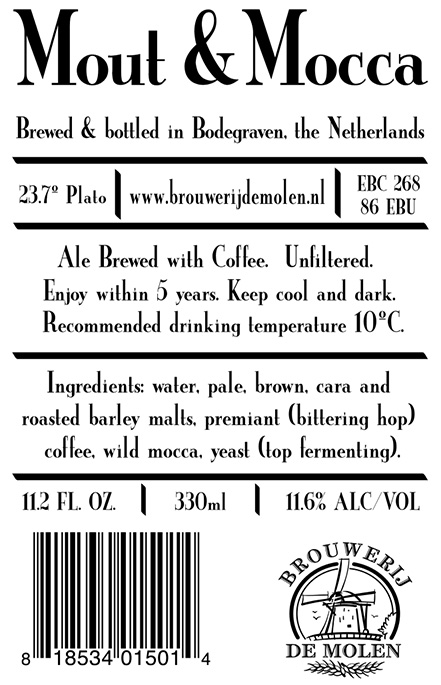 Mout & Mocca
Brewed & bottled in Bodegraven, the Netherlands
23.7º Plato
www.brouwerijdemolen.nl
EBC 268
86 EBU
Ale Brewed with Coffee. Unfiltered.
Enjoy within 5 years. Keep cool and dark.
Recommended drinking temperature 10ºC.
Ingredients: water, pale, brown, cara and
roasted barley malts, premiant (bittering hop)
coffee, wild mocca, yeast (top fermenting).
11.2 FL. OZ.
330ml
11.6% ALC/VOL
8 18534 01501 4
BROUWERIJ
DE MOLEN